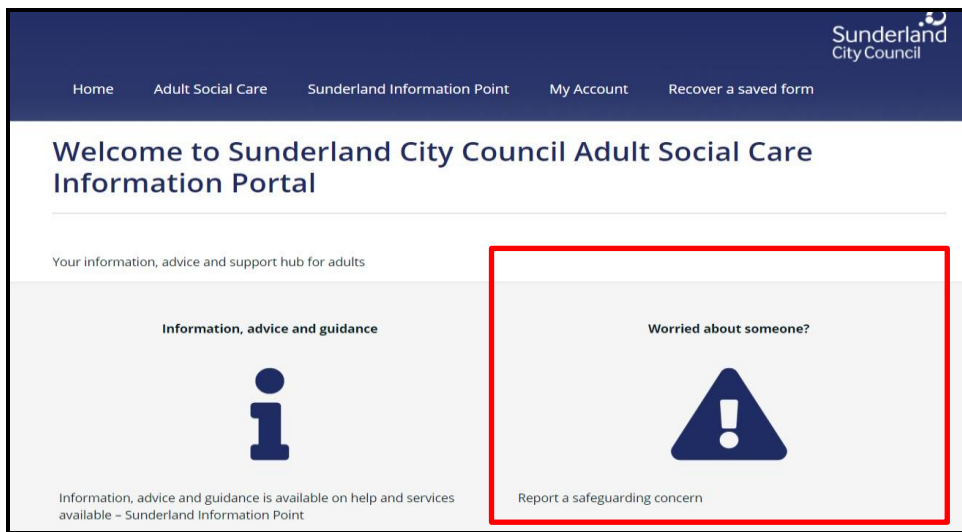 Sunderland
City Council
Home Adult Social Care Sunderland Information Point My Account Recover a saved form
Welcome to Sunderland City Council Adult Social Care
Information Portal
Your information, advice and support hub for adults
Information, advice and guidance
Information, advice and guidance is available on help and services
available – Sunderland Information Point
Worried about someone?
Report a safeguarding concern